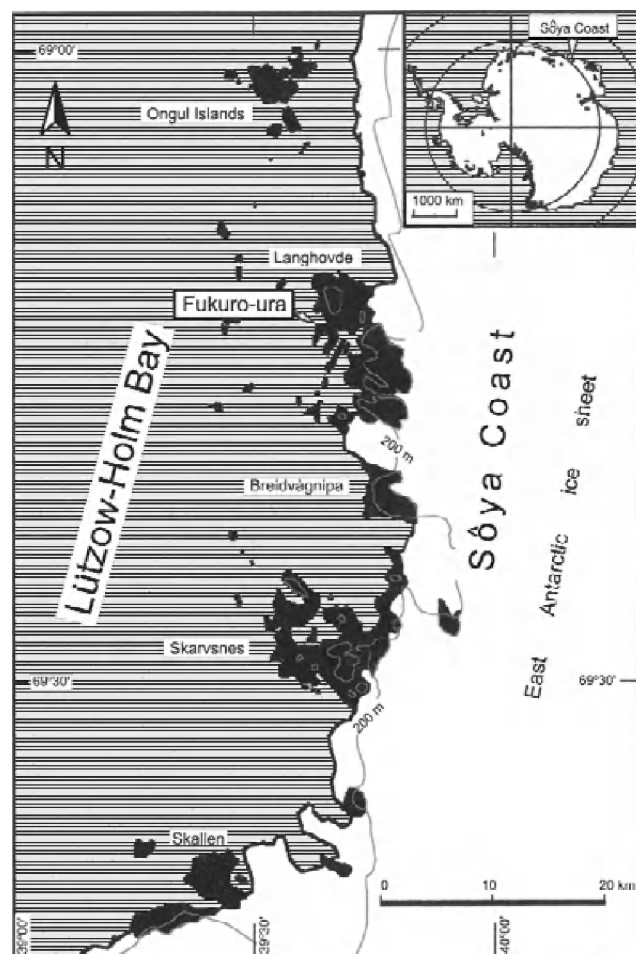 Sôya Coast
69°00'
Ongul Islands
N
1000 km
Langhovde
Fukuro-ura
Lützow-Holm Bay
Sôya Coast
East Antarctic ice sheet
200 m
Breidvågnipa
Skarvsnes
69°30'
69°30'
200 m
Skallen
0 10 20 km
39°00'
39°30'
40°00'